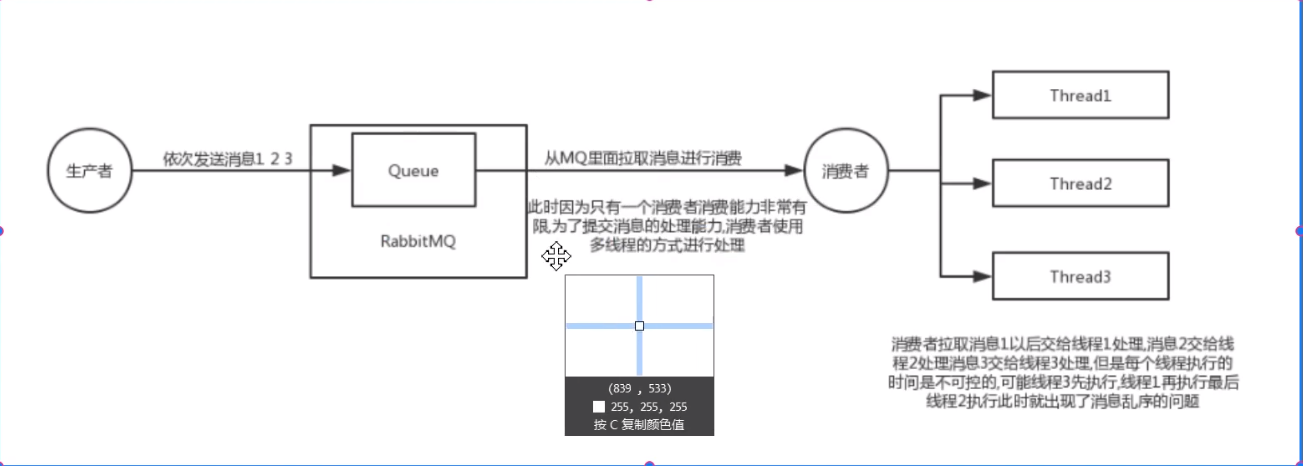 生产者
依次发送消息1 2 3
Queue
RabbitMQ
从MQ里面拉取消息进行消费
此时因为只有一个消费者消费能力非常有
限,为了提交消息的处理能力,消费者使用
多线程的方式进行处理
消费者
Thread1
Thread2
Thread3
消费者拉取消息1以后交给线程1处理,消息2交给线
程2处理消息3交给线程3处理,但是每个线程执行的
时间是不可控的,可能线程3先执行,线程1再执行最后
线程2执行此时就出现了消息乱序的问题
(839 , 533)
255, 255, 255
按 C 复制颜色值